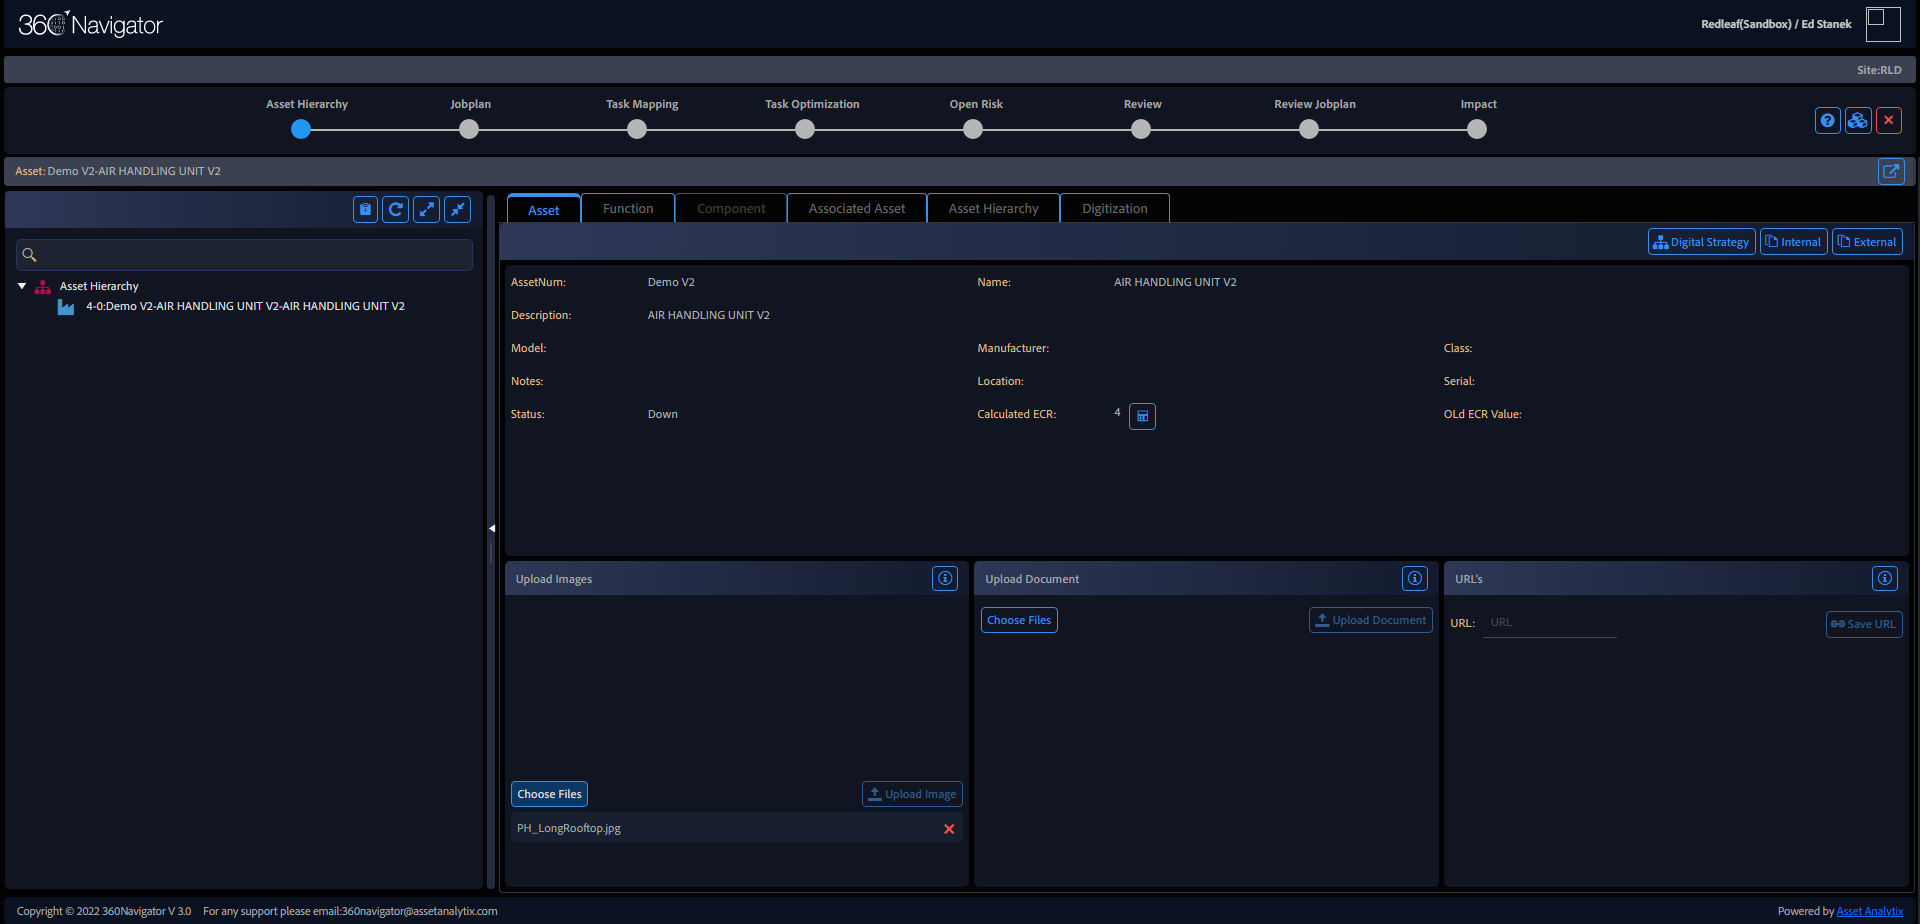 360 Navigator
Redleaf(Sandbox) / Ed Stanek
Site:RLD
Asset Hierarchy
Jobplan
Task Mapping
Task Optimization
Open Risk
Review
Review Jobplan
Impact
Asset: Demo V2-AIR HANDLING UNIT V2
Asset Hierarchy
4-0:Demo V2-AIR HANDLING UNIT V2-AIR HANDLING UNIT V2
Asset
Function
Component
Associated Asset
Asset Hierarchy
Digitization
Digital Strategy
Internal
External
AssetNum: Demo V2 Name: AIR HANDLING UNIT V2
Description: AIR HANDLING UNIT V2
Model: Manufacturer: Class:
Notes: Location: Serial:
Status: Down Calculated ECR: 4 OLd ECR Value:
Upload Images
Choose Files
Upload Image
PH_LongRooftop.jpg
Upload Document
Choose Files
Upload Document
URL's
URL: URL
Save URL
Copyright © 2022 360Navigator V 3.0 For any support please email:360navigator@assetanalytix.com
Powered by Asset Analytix